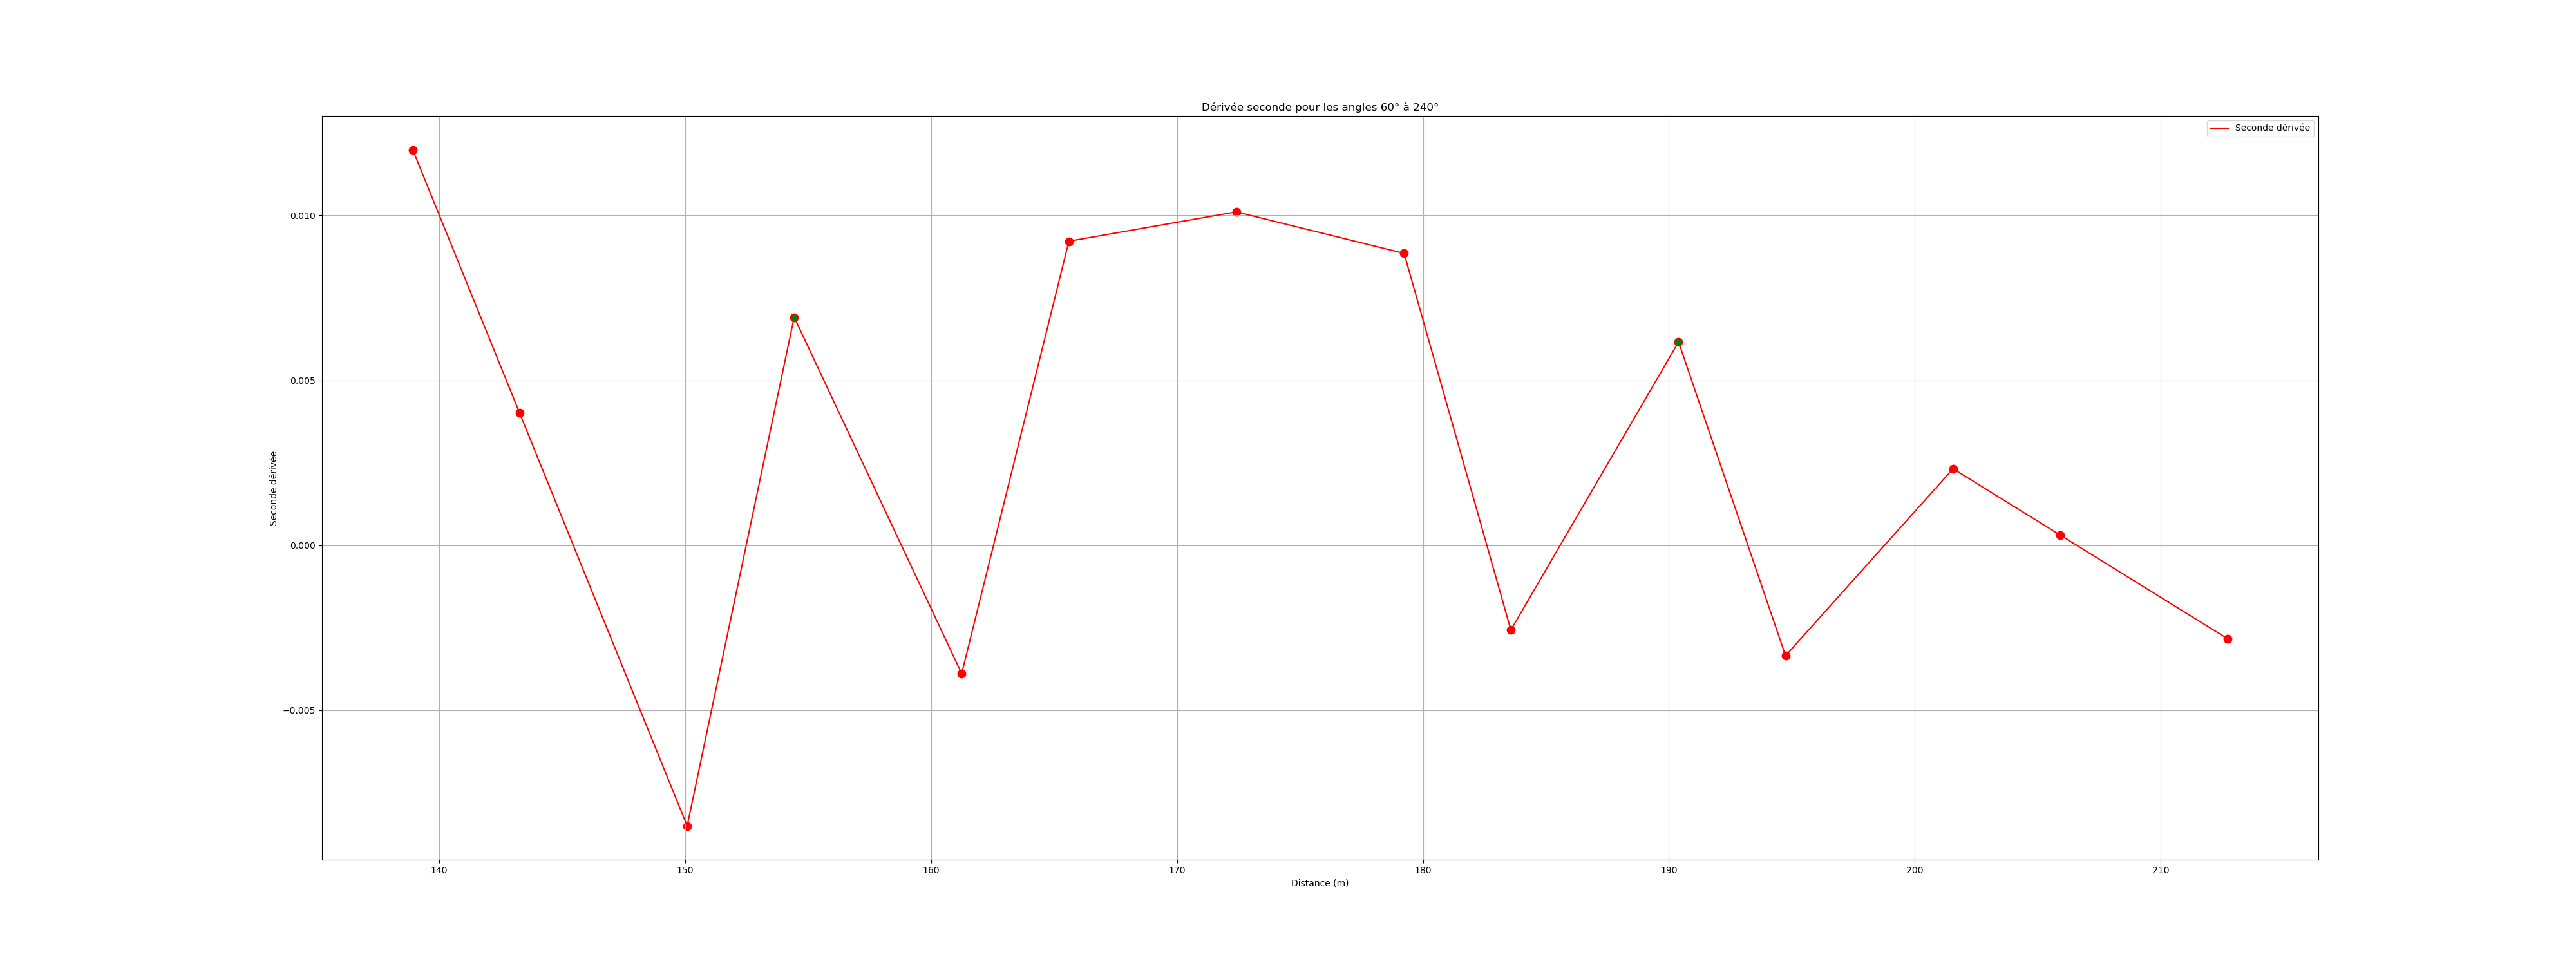 Dérivée seconde pour les angles 60° à 240°
Seconde dérivée
0.010
0.005
0.000
−0.005
Seconde dérivée
140 150 160 170 180 190 200 210
Distance (m)